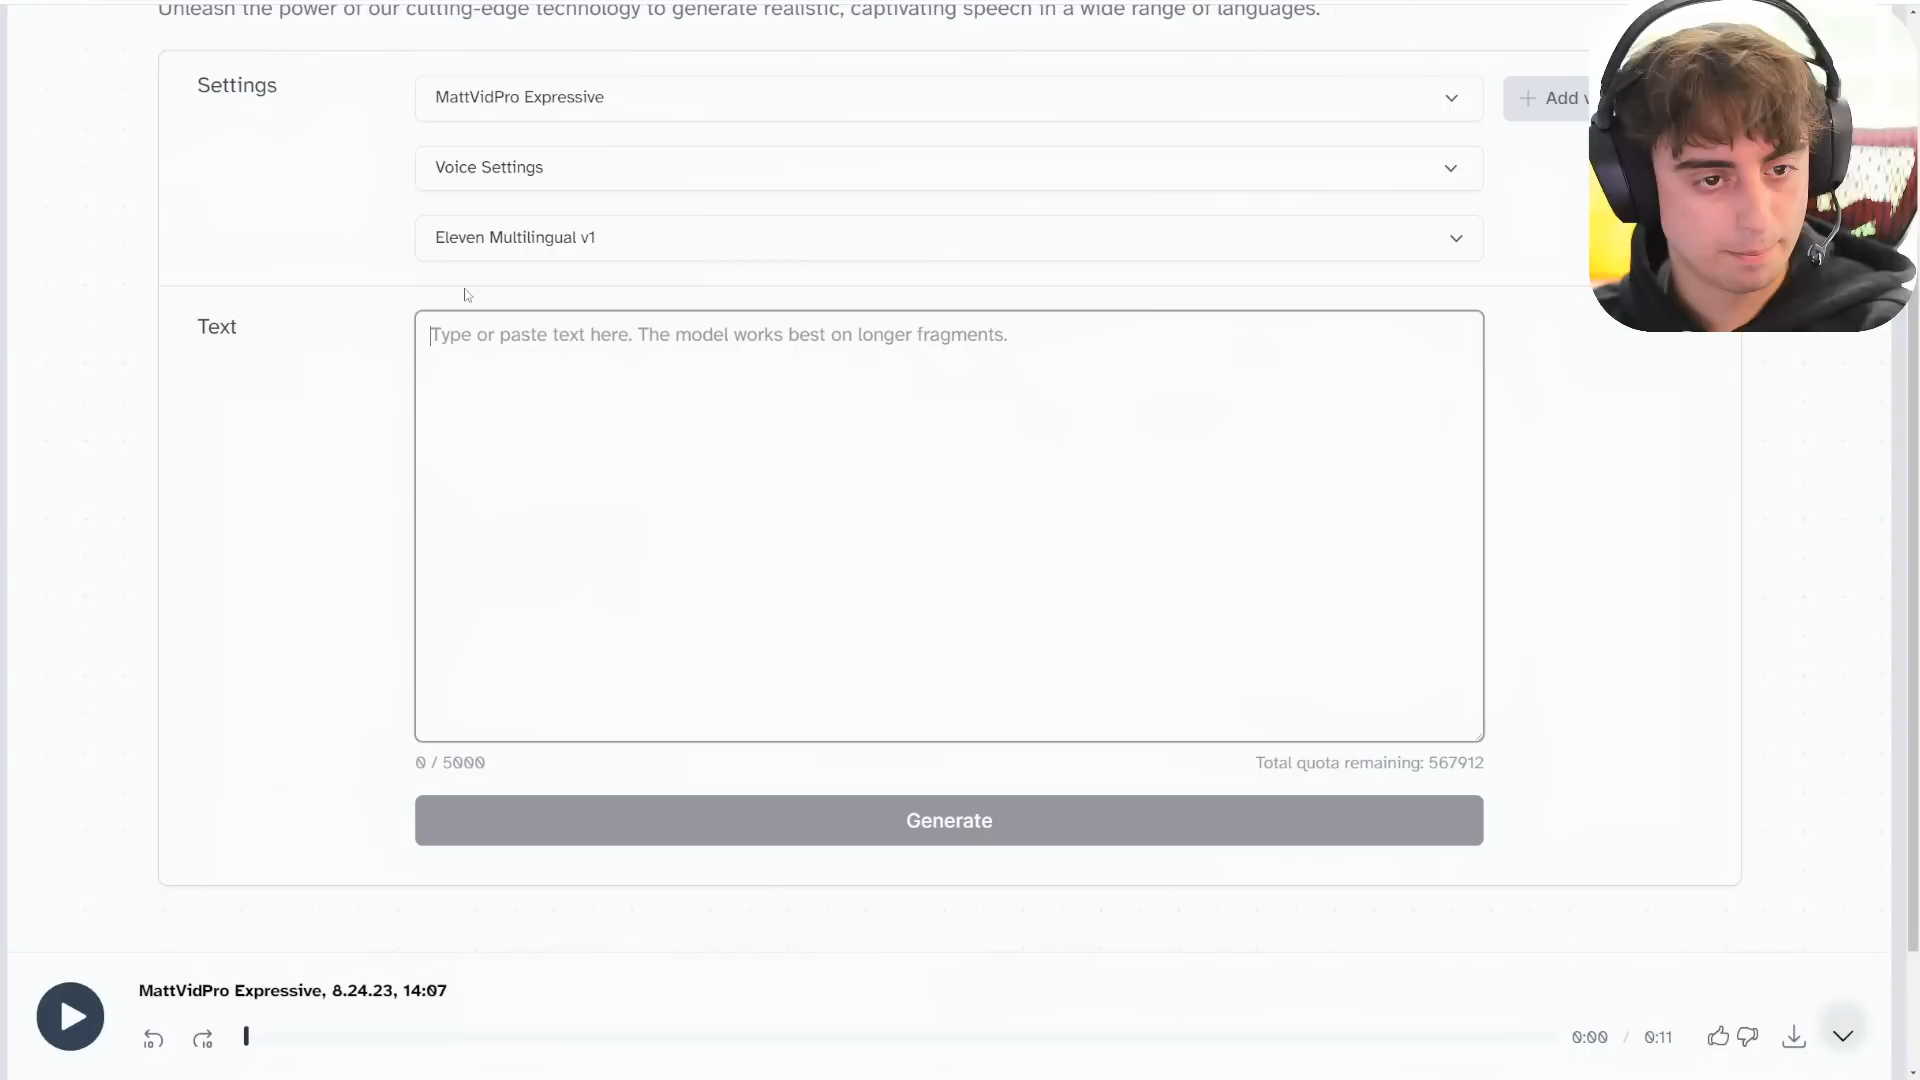 Unleash the power of our cutting-edge technology to generate realistic, captivating speech in a wide range of languages.
Settings
MattVidPro Expressive
Add
Voice Settings
Eleven Multilingual v1
Text
Type or paste text here. The model works best on longer fragments.
0 / 5000
Total quota remaining: 567912
Generate
MattVidPro Expressive, 8.24.23, 14:07
10
10
0:00 / 0:11